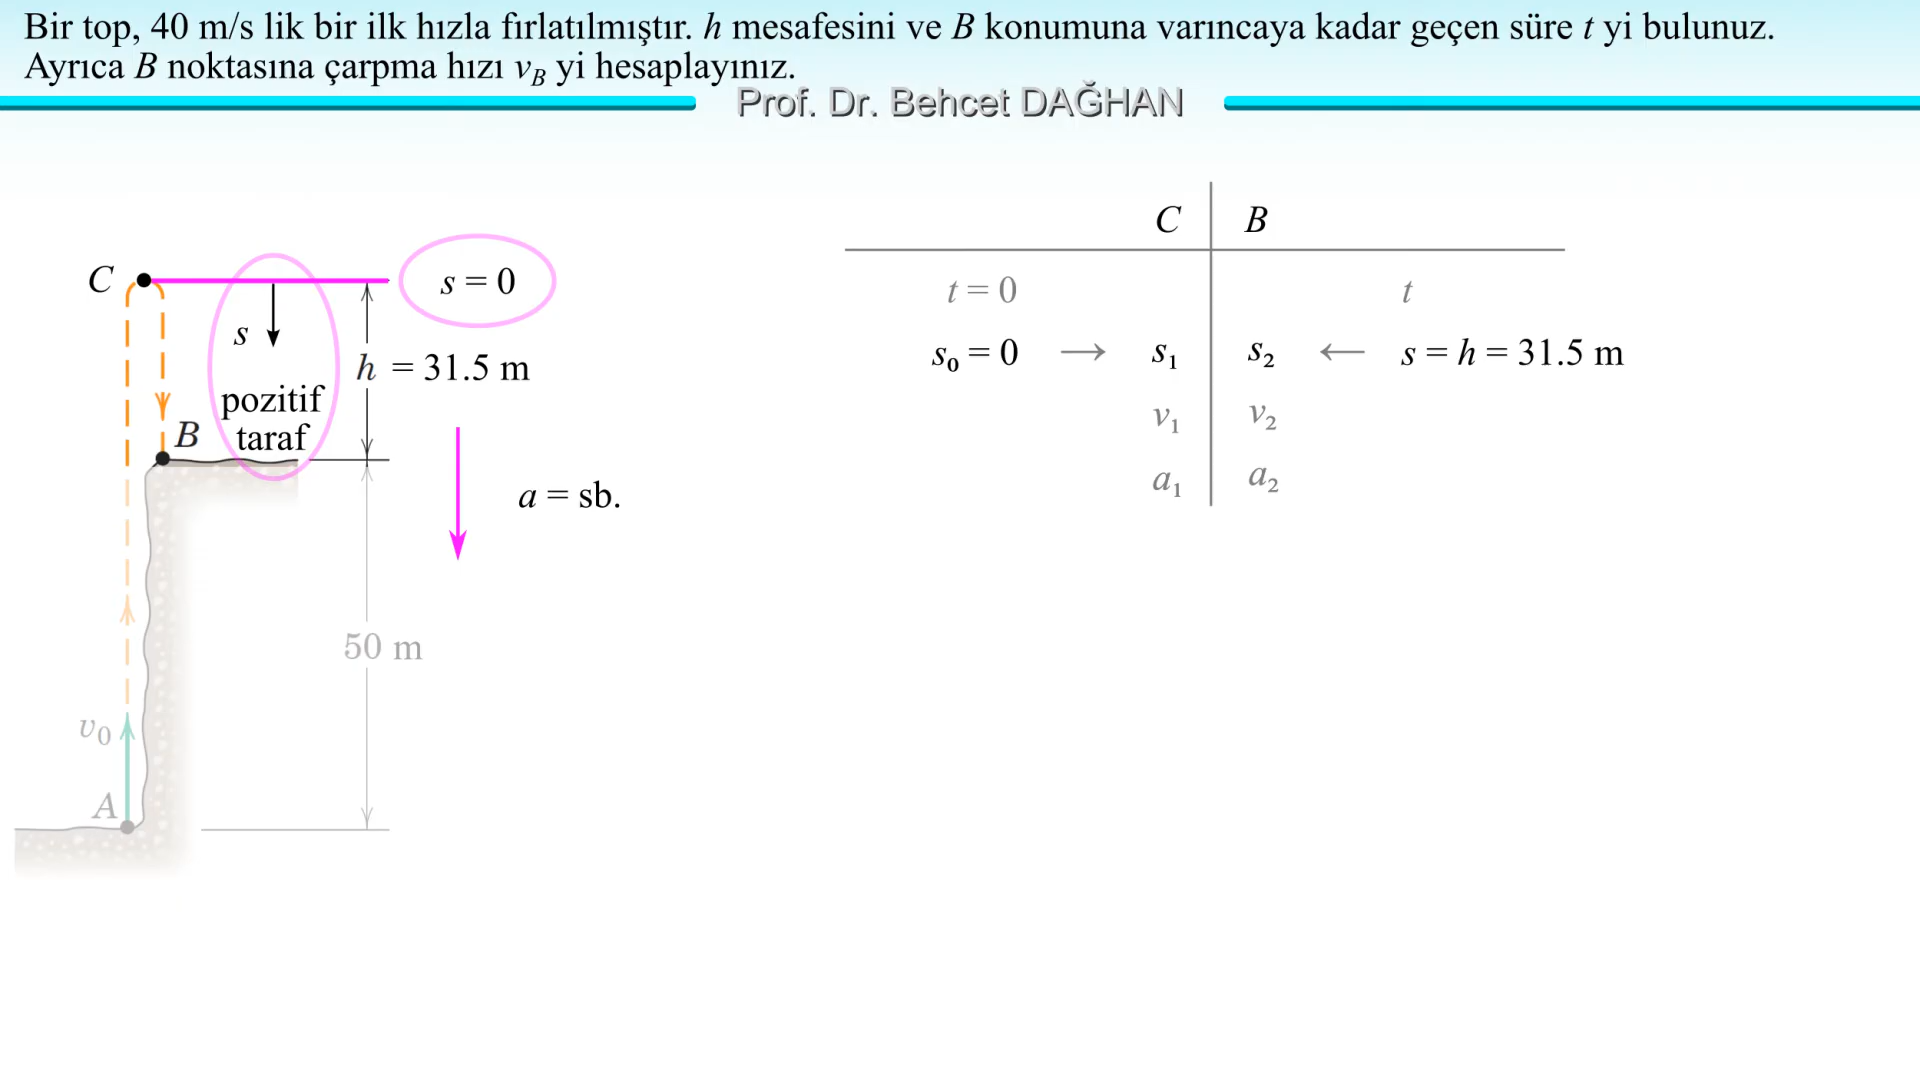 Bir top, 40 m/s lik bir ilk hızla fırlatılmıştır. h mesafesini ve B konumuna varıncaya kadar geçen süre t yi bulunuz.
Ayrıca B noktasına çarpma hızı v_B yi hesaplayınız.
Prof. Dr. Behcet DAĞHAN
C B
C s = 0
t = 0 t
s
s₀ = 0 → s₁ s₂ ← s = h = 31.5 m
h = 31.5 m
pozitif
taraf
B
v₁ v₂
a₁ a₂
a = sb.
50 m
v₀
A